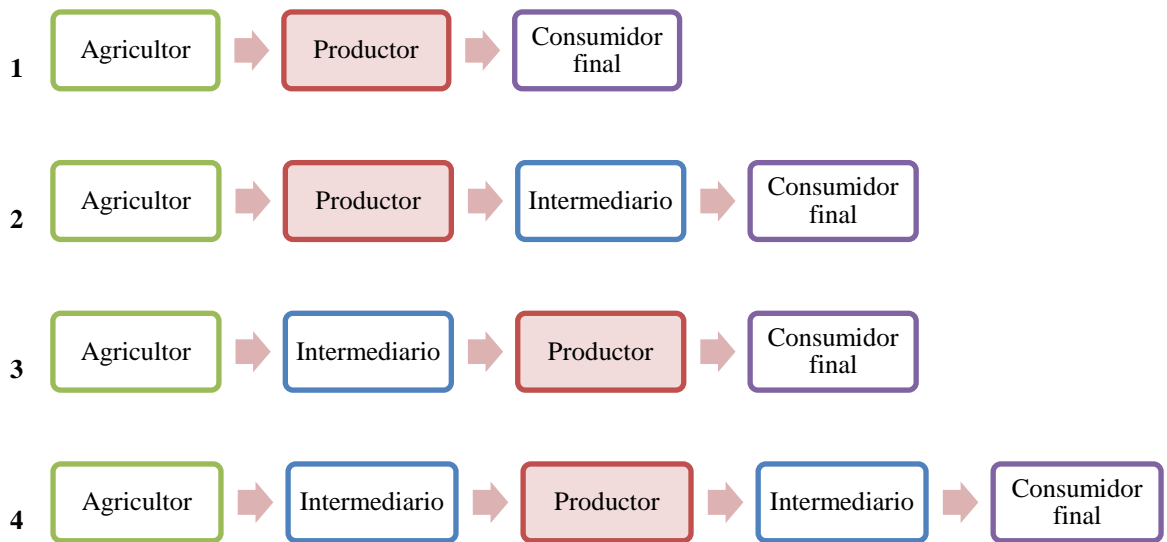 1
Agricultor
Productor
Consumidor
final
2
Agricultor
Productor
Intermediario
Consumidor
final
3
Agricultor
Intermediario
Productor
Consumidor
final
4
Agricultor
Intermediario
Productor
Intermediario
Consumidor
final